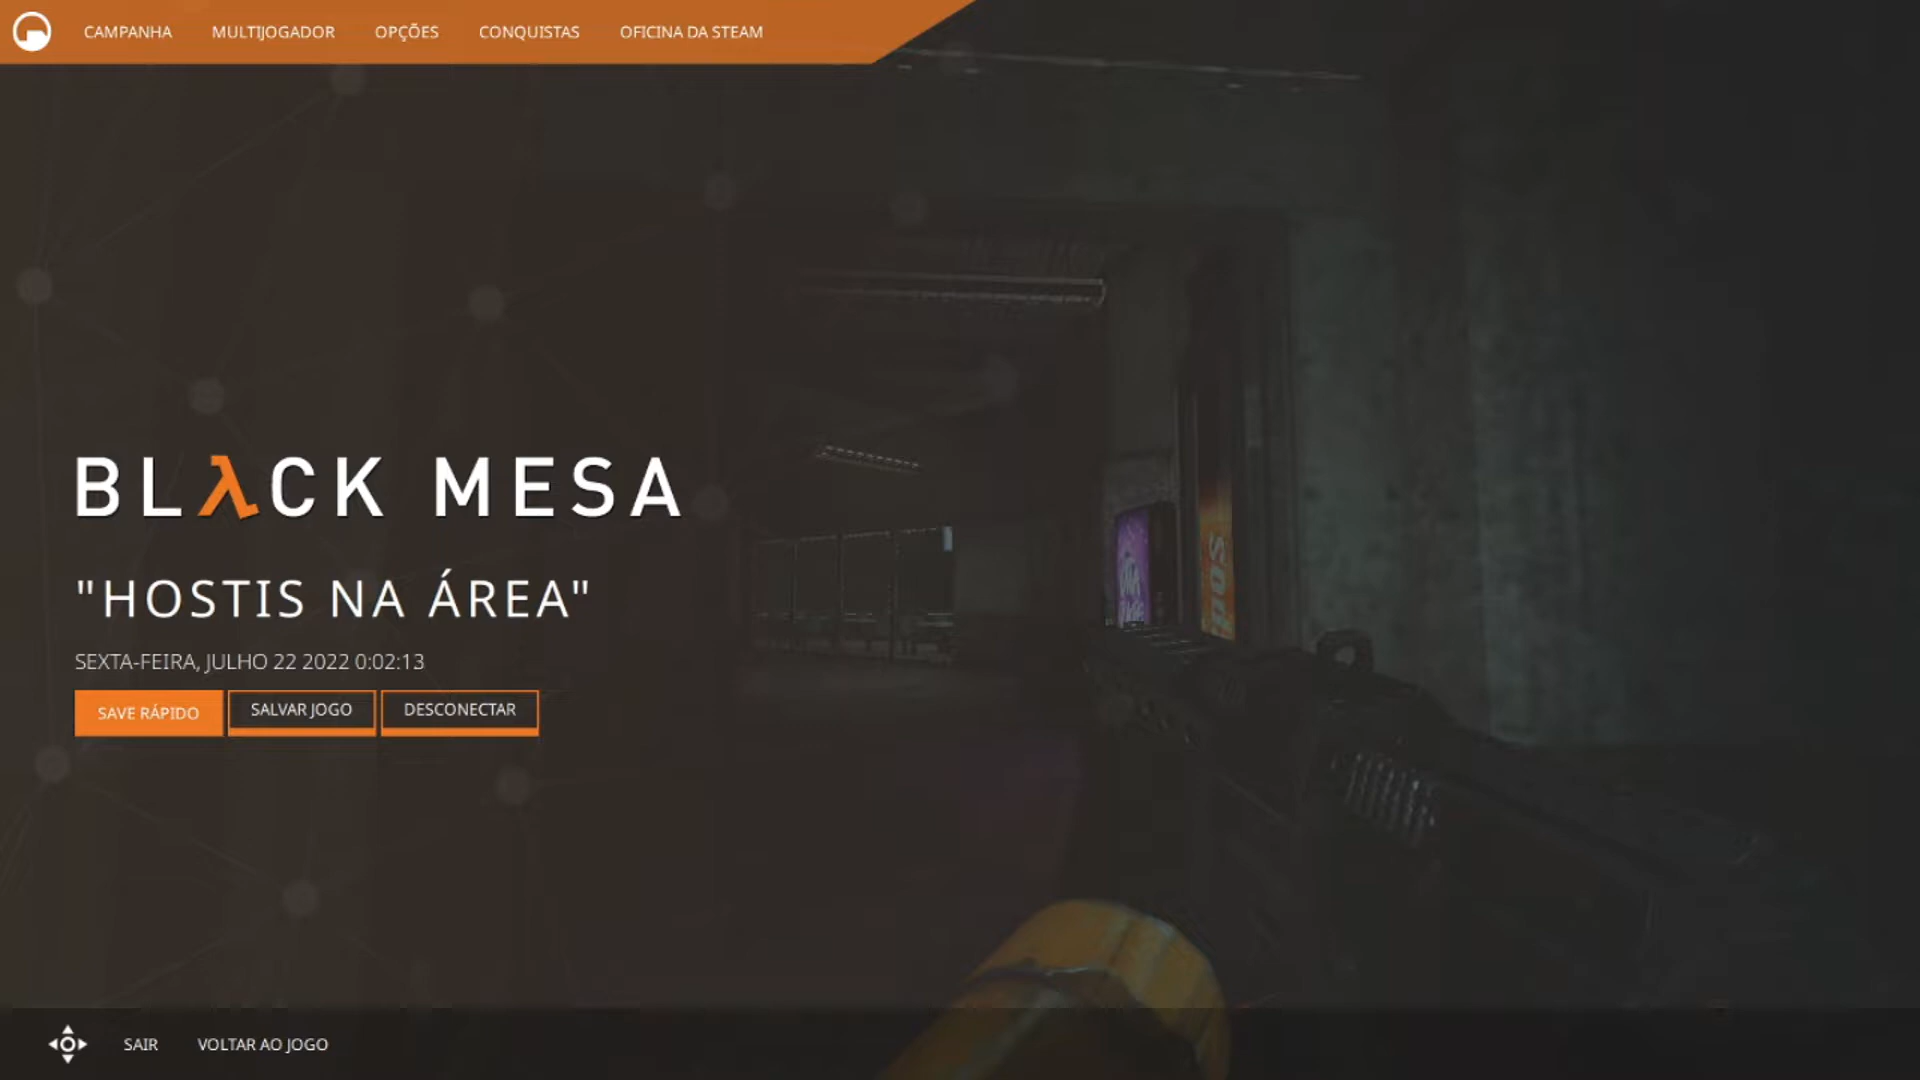 CAMPANHA MULTIJOGADOR OPÇÕES CONQUISTAS OFICINA DA STEAM
BLλCK MESA
"HOSTIS NA ÁREA"
SEXTA-FEIRA, JULHO 22 2022 0:02:13
SAVE RÁPIDO SALVAR JOGO DESCONECTAR
SODA
SAIR VOLTAR AO JOGO